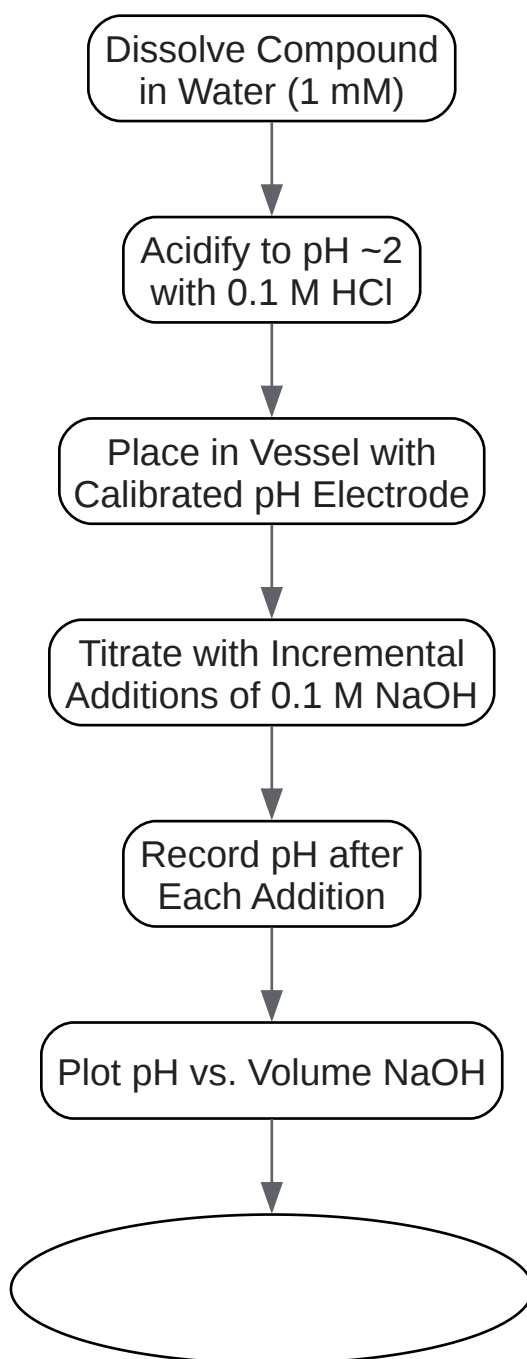 Dissolve Compound
in Water (1 mM)
Acidify to pH ~2
with 0.1 M HCl
Place in Vessel with
Calibrated pH Electrode
Titrate with Incremental
Additions of 0.1 M NaOH
Record pH after
Each Addition
Plot pH vs. Volume NaOH